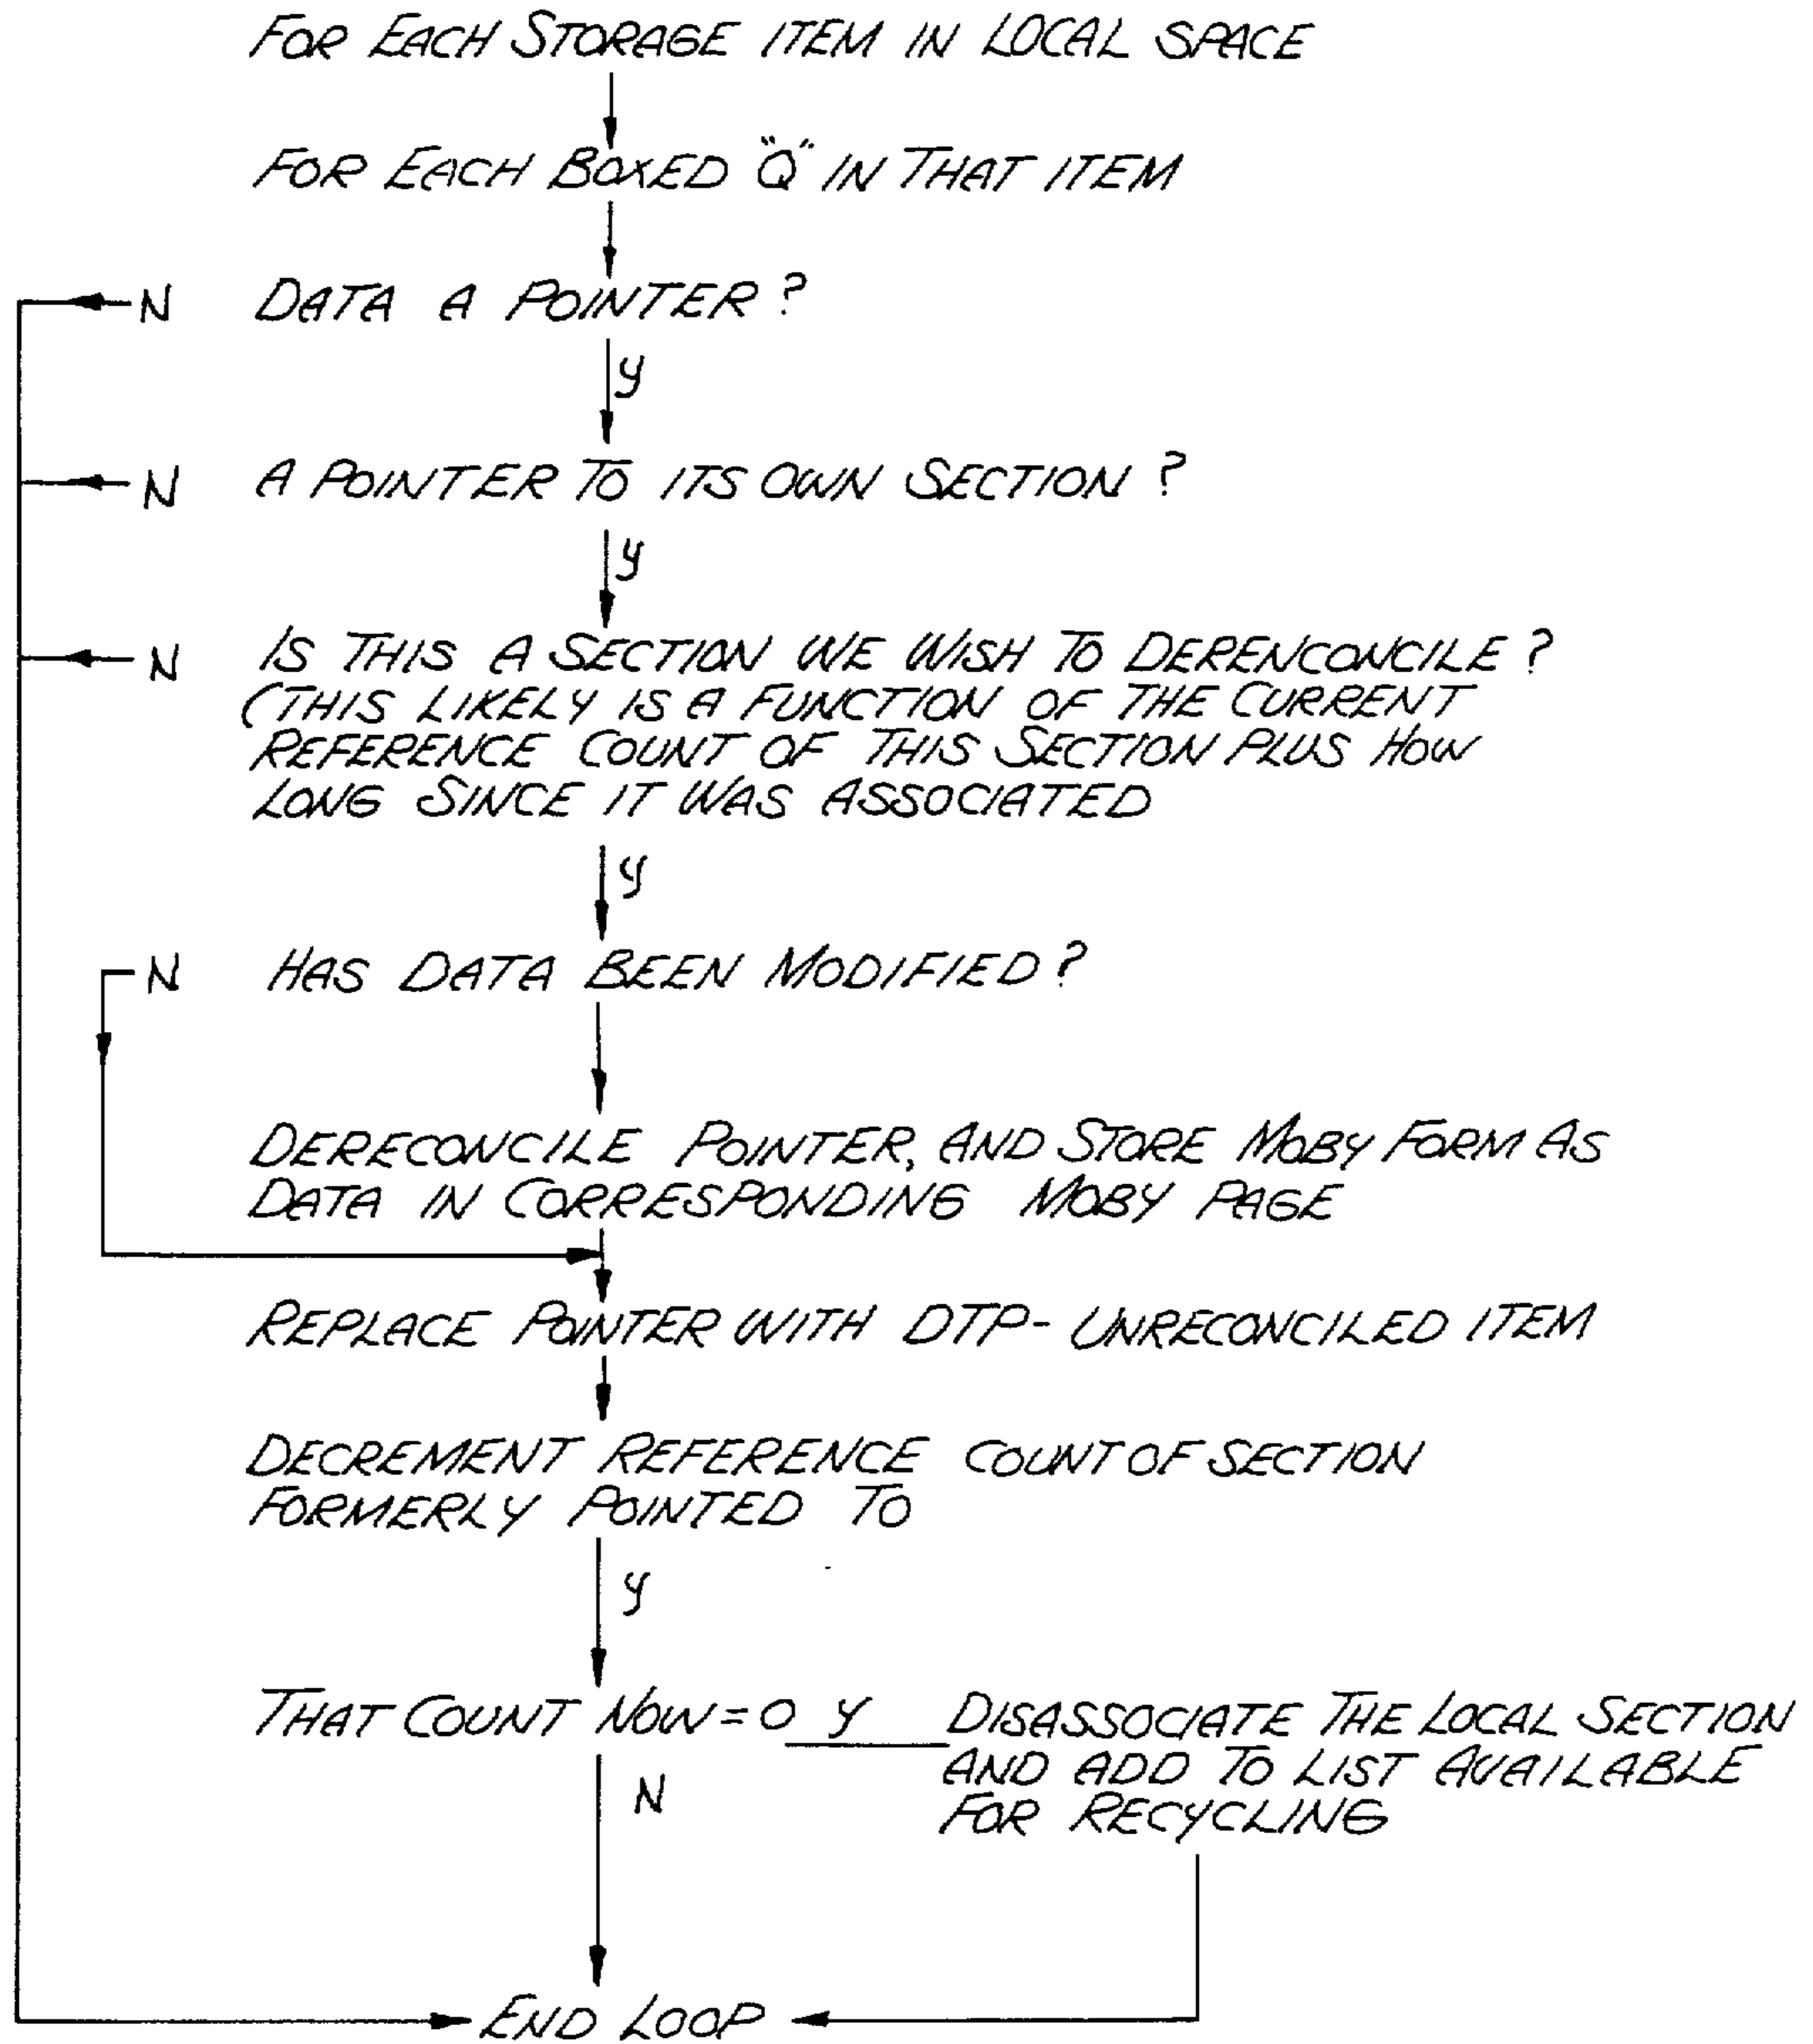 FOR EACH STORAGE ITEM IN LOCAL SPACE
FOR EACH BOXED "Q" IN THAT ITEM
N DATA A POINTER?
Y
N A POINTER TO ITS OWN SECTION?
Y
N IS THIS A SECTION WE WISH TO DERENCONCILE?
(THIS LIKELY IS A FUNCTION OF THE CURRENT
REFERENCE COUNT OF THIS SECTION PLUS HOW
LONG SINCE IT WAS ASSOCIATED
Y
N HAS DATA BEEN MODIFIED?
DERECONCILE POINTER, AND STORE MOBY FORM AS
DATA IN CORRESPONDING MOBY PAGE
REPLACE POINTER WITH DTP-UNRECONCILED ITEM
DECREMENT REFERENCE COUNT OF SECTION
FORMERLY POINTED TO
Y
THAT COUNT NOW=0 Y DISASSOCIATE THE LOCAL SECTION
AND ADD TO LIST AVAILABLE
FOR RECYCLING
N
END LOOP